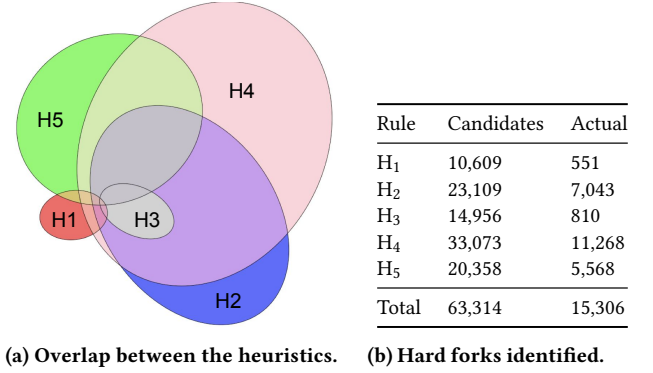 H4
H5
H1
H3
H2
(a) Overlap between the heuristics.
Rule Candidates Actual
H₁ 10,609 551
H₂ 23,109 7,043
H₃ 14,956 810
H₄ 33,073 11,268
H₅ 20,358 5,568
Total 63,314 15,306
(b) Hard forks identified.